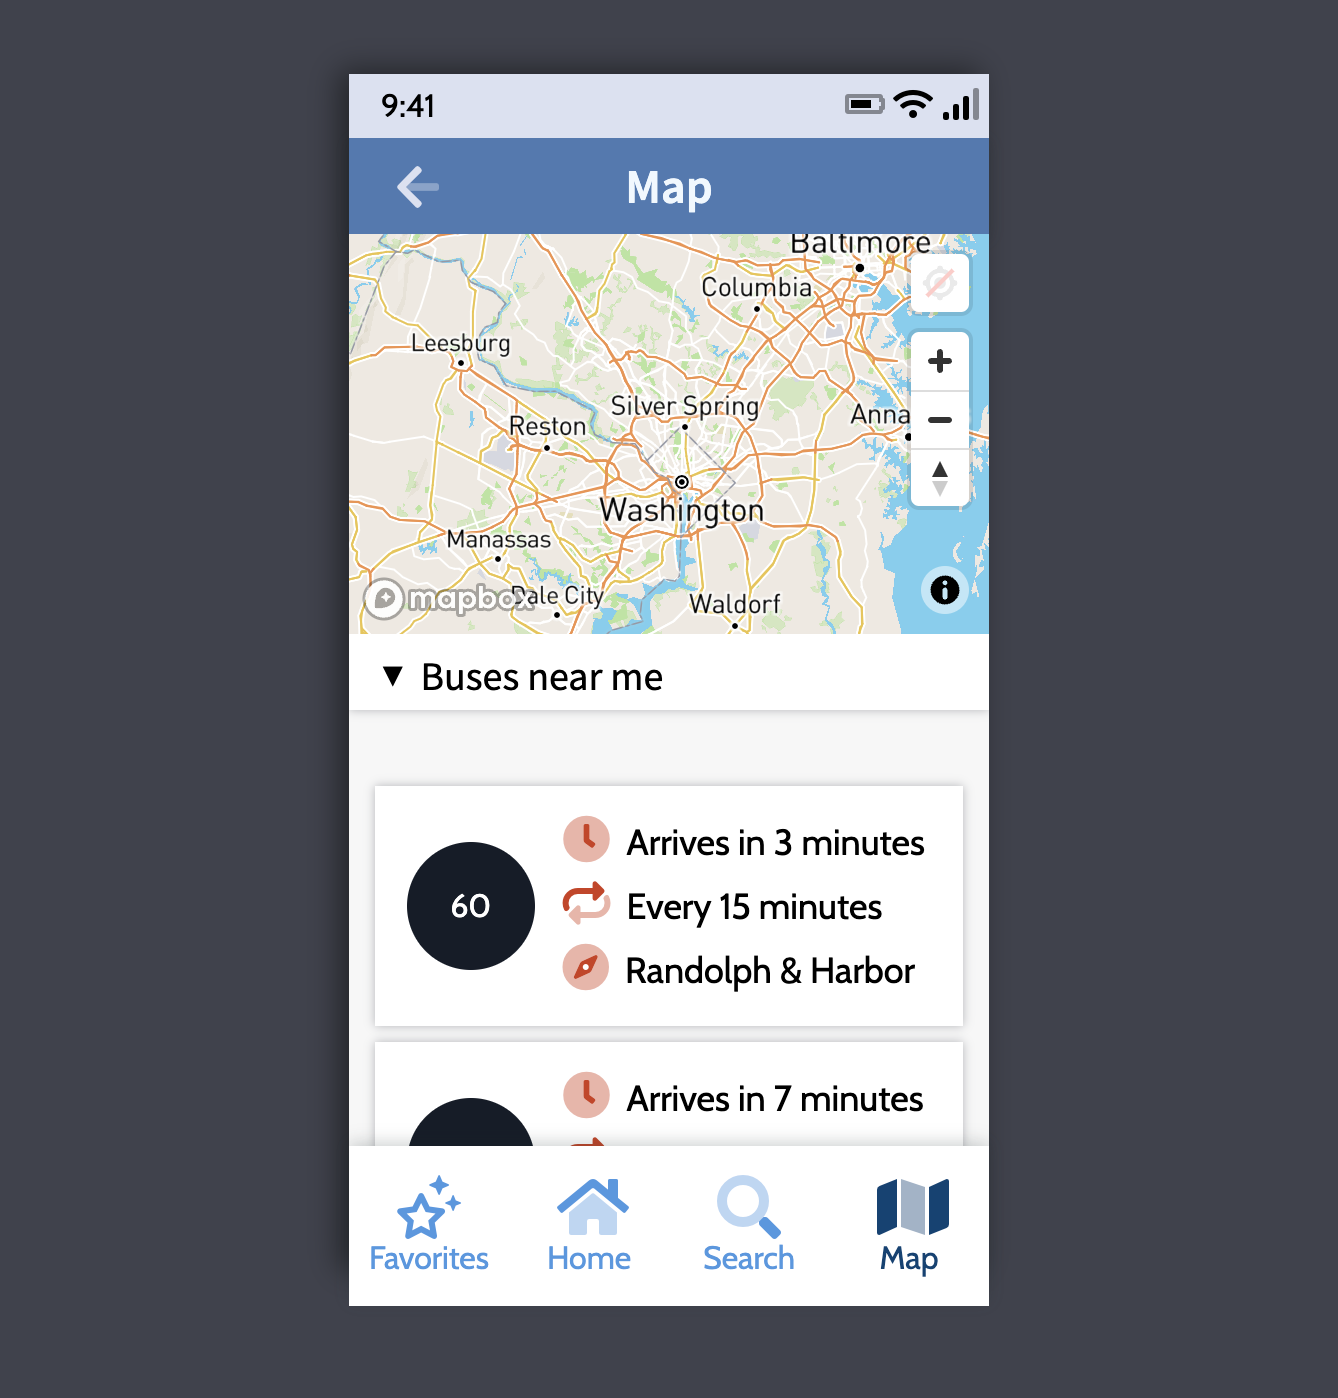 9:41
Map
Baltimore
Columbia
Leesburg
Silver Spring
Anna
Reston
Washington
Manassas
mapbox
Dale City
Waldorf
Buses near me
60
Arrives in 3 minutes
Every 15 minutes
Randolph & Harbor
Arrives in 7 minutes
Favorites
Home
Search
Map